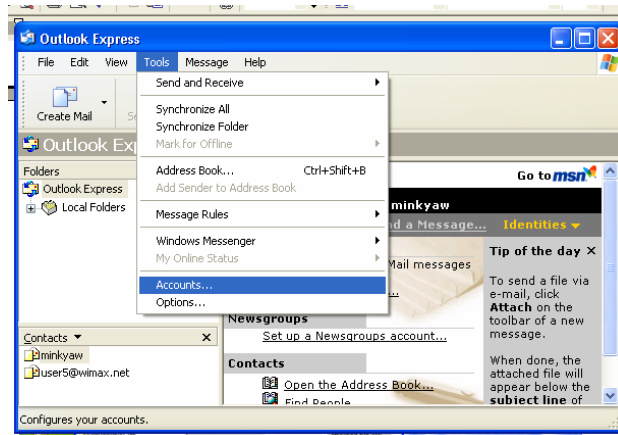 Outlook Express
File Edit View Tools Message Help
Create Mail
Send and Receive
Synchronize All
Synchronize Folder
Mark for Offline
Address Book... Ctrl+Shift+B
Add Sender to Address Book
Message Rules
Windows Messenger
My Online Status
Accounts...
Options...
Outlook Ex
Go to msn
Folders
Outlook Express
Local Folders
minkyaw
d a Message... Identities
Mail messages
Newsgroups
Set up a Newsgroups account...
Contacts
Open the Address Book...
Find People
Tip of the day X
To send a file via
e-mail, click
Attach on the
toolbar of a new
message.
When done, the
attached file will
appear below the
subject line of
Contacts
minkyaw
user5@wimax.net
Configures your accounts.